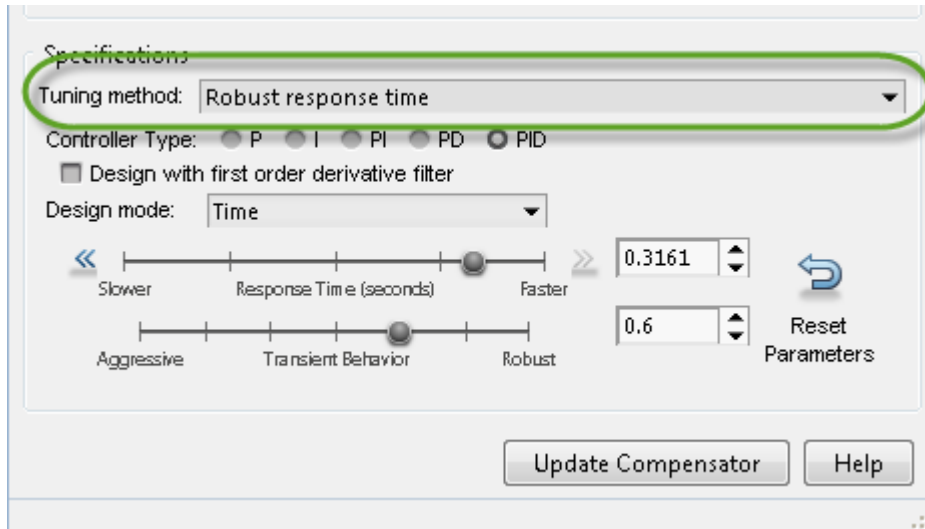 Specifications
Tuning method: Robust response time
Controller Type: P I PI PD PID
Design with first order derivative filter
Design mode: Time
0.3161
Slower Response Time (seconds) Faster
0.6
Aggressive Transient Behavior Robust
Reset
Parameters
Update Compensator Help